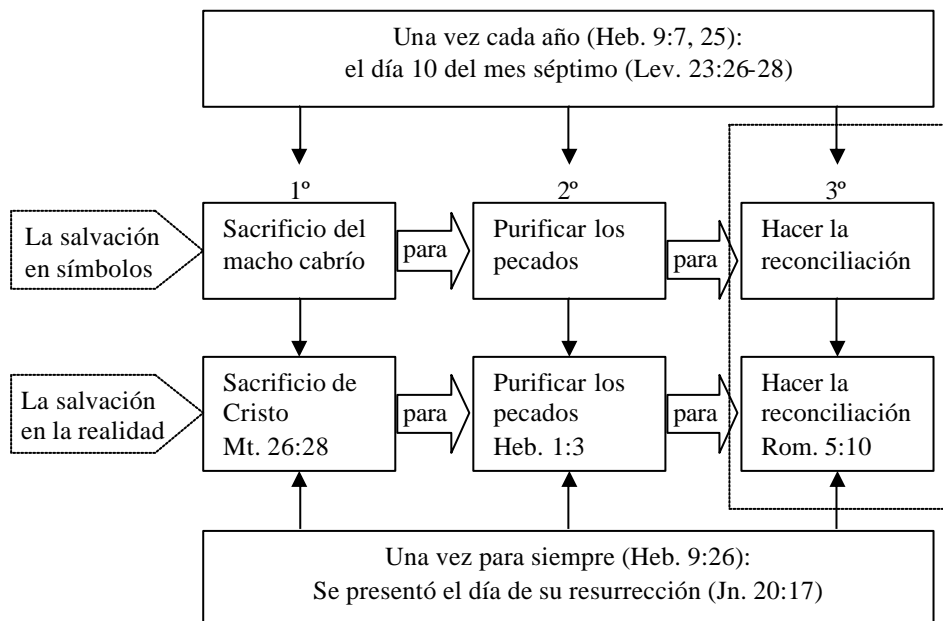 Una vez cada año (Heb. 9:7, 25):
el día 10 del mes séptimo (Lev. 23:26-28)
1º
2º
3º
La salvación
en símbolos
Sacrificio del
macho cabrío
para
Purificar los
pecados
para
Hacer la
reconciliación
La salvación
en la realidad
Sacrificio de
Cristo
Mt. 26:28
para
Purificar los
pecados
Heb. 1:3
para
Hacer la
reconciliación
Rom. 5:10
Una vez para siempre (Heb. 9:26):
Se presentó el día de su resurrección (Jn. 20:17)